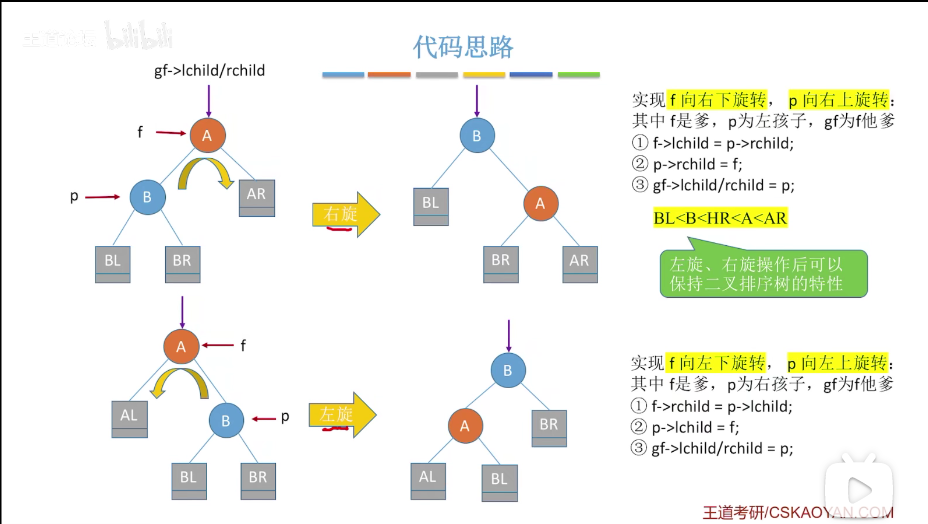 bilibili
代码思路
gf->lchild/rchild
f
A
p
B
AR
BL
BR
右旋
B
BL
A
BR
AR
实现 f 向右下旋转， p 向右上旋转：
其中 f是爹，p为左孩子，gf为f他爹
① f->lchild = p->rchild;
② p->rchild = f;
③ gf->lchild/rchild = p;
BL<B<HR<A<AR
左旋、右旋操作后可以
保持二叉排序树的特性
A
f
AL
B
p
BL
BR
左旋
B
A
BR
AL
BL
实现 f 向左下旋转， p 向左上旋转：
其中 f是爹，p为右孩子，gf为f他爹
① f->rchild = p->lchild;
② p->lchild = f;
③ gf->lchild/rchild = p;
王道考研/CSKAOYAN.COM